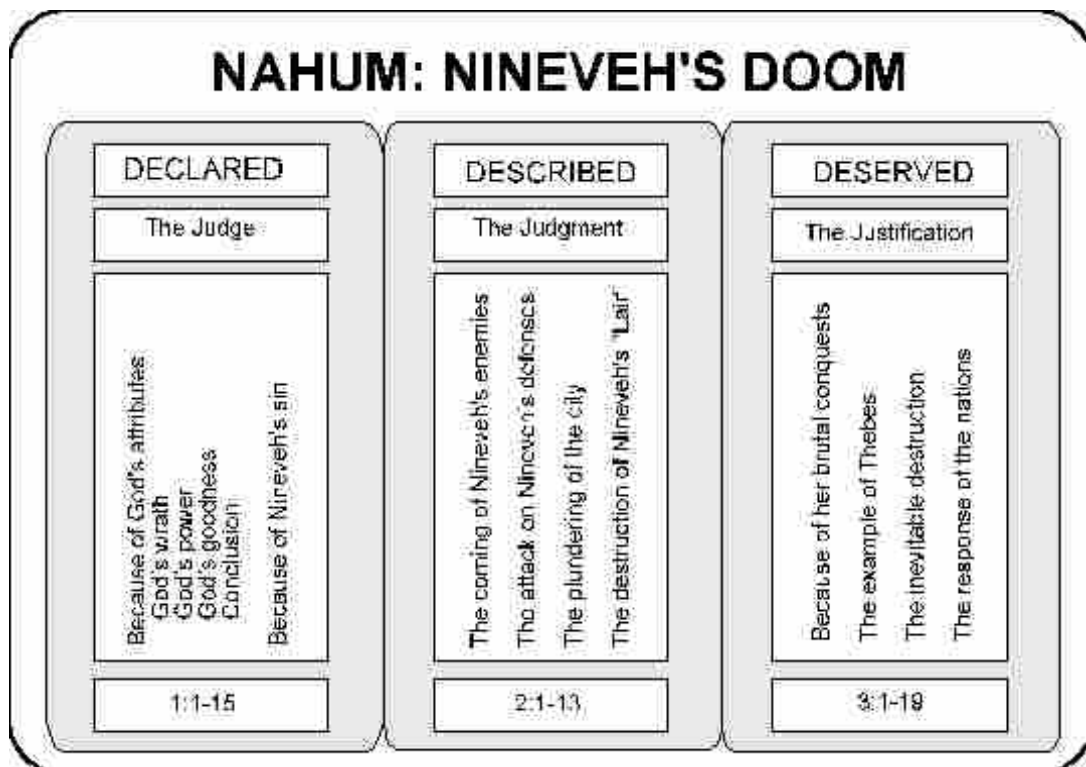 NAHUM: NINEVEH'S DOOM
DECLARED
The Judge
Because of God's attributes
God's wrath
God's power
God's goodness
Conclusion
Because of Nineveh's sin
1:1-15
DESCRIBED
The Judgment
The coming of Nineveh's enemies
The attack on Nineveh's defenses
The plundering of the city
The destruction of Nineveh's "Lair"
2:1-13
DESERVED
The Justification
Because of her brutal conquests
The example of Thebes
The inevitable destruction
The response of the nations
3:1-19